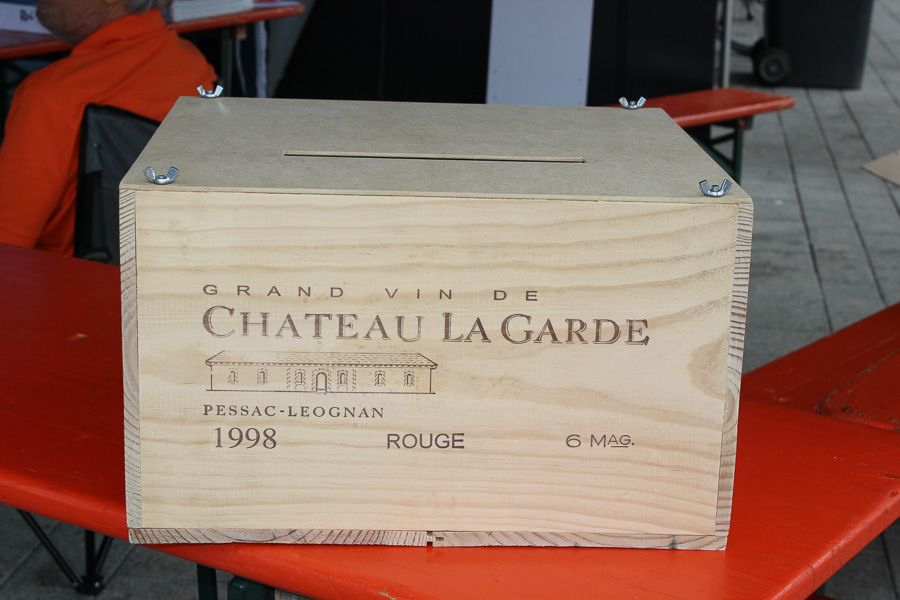 GRAND VIN DE
CHATEAU LA GARDE
PESSAC-LEOGNAN
1998 ROUGE 6 MAG.